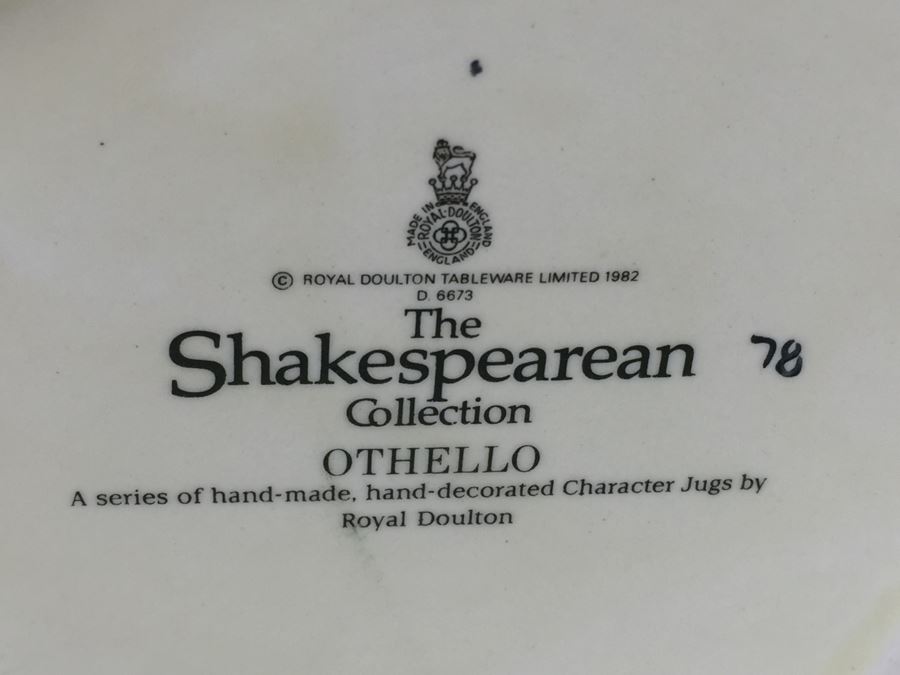 MADE IN ENGLAND
ROYAL·DOULTON
ENGLAND
© ROYAL DOULTON TABLEWARE LIMITED 1982
D. 6673
The
Shakespearean
Collection
78
OTHELLO
A series of hand-made, hand-decorated Character Jugs by
Royal Doulton